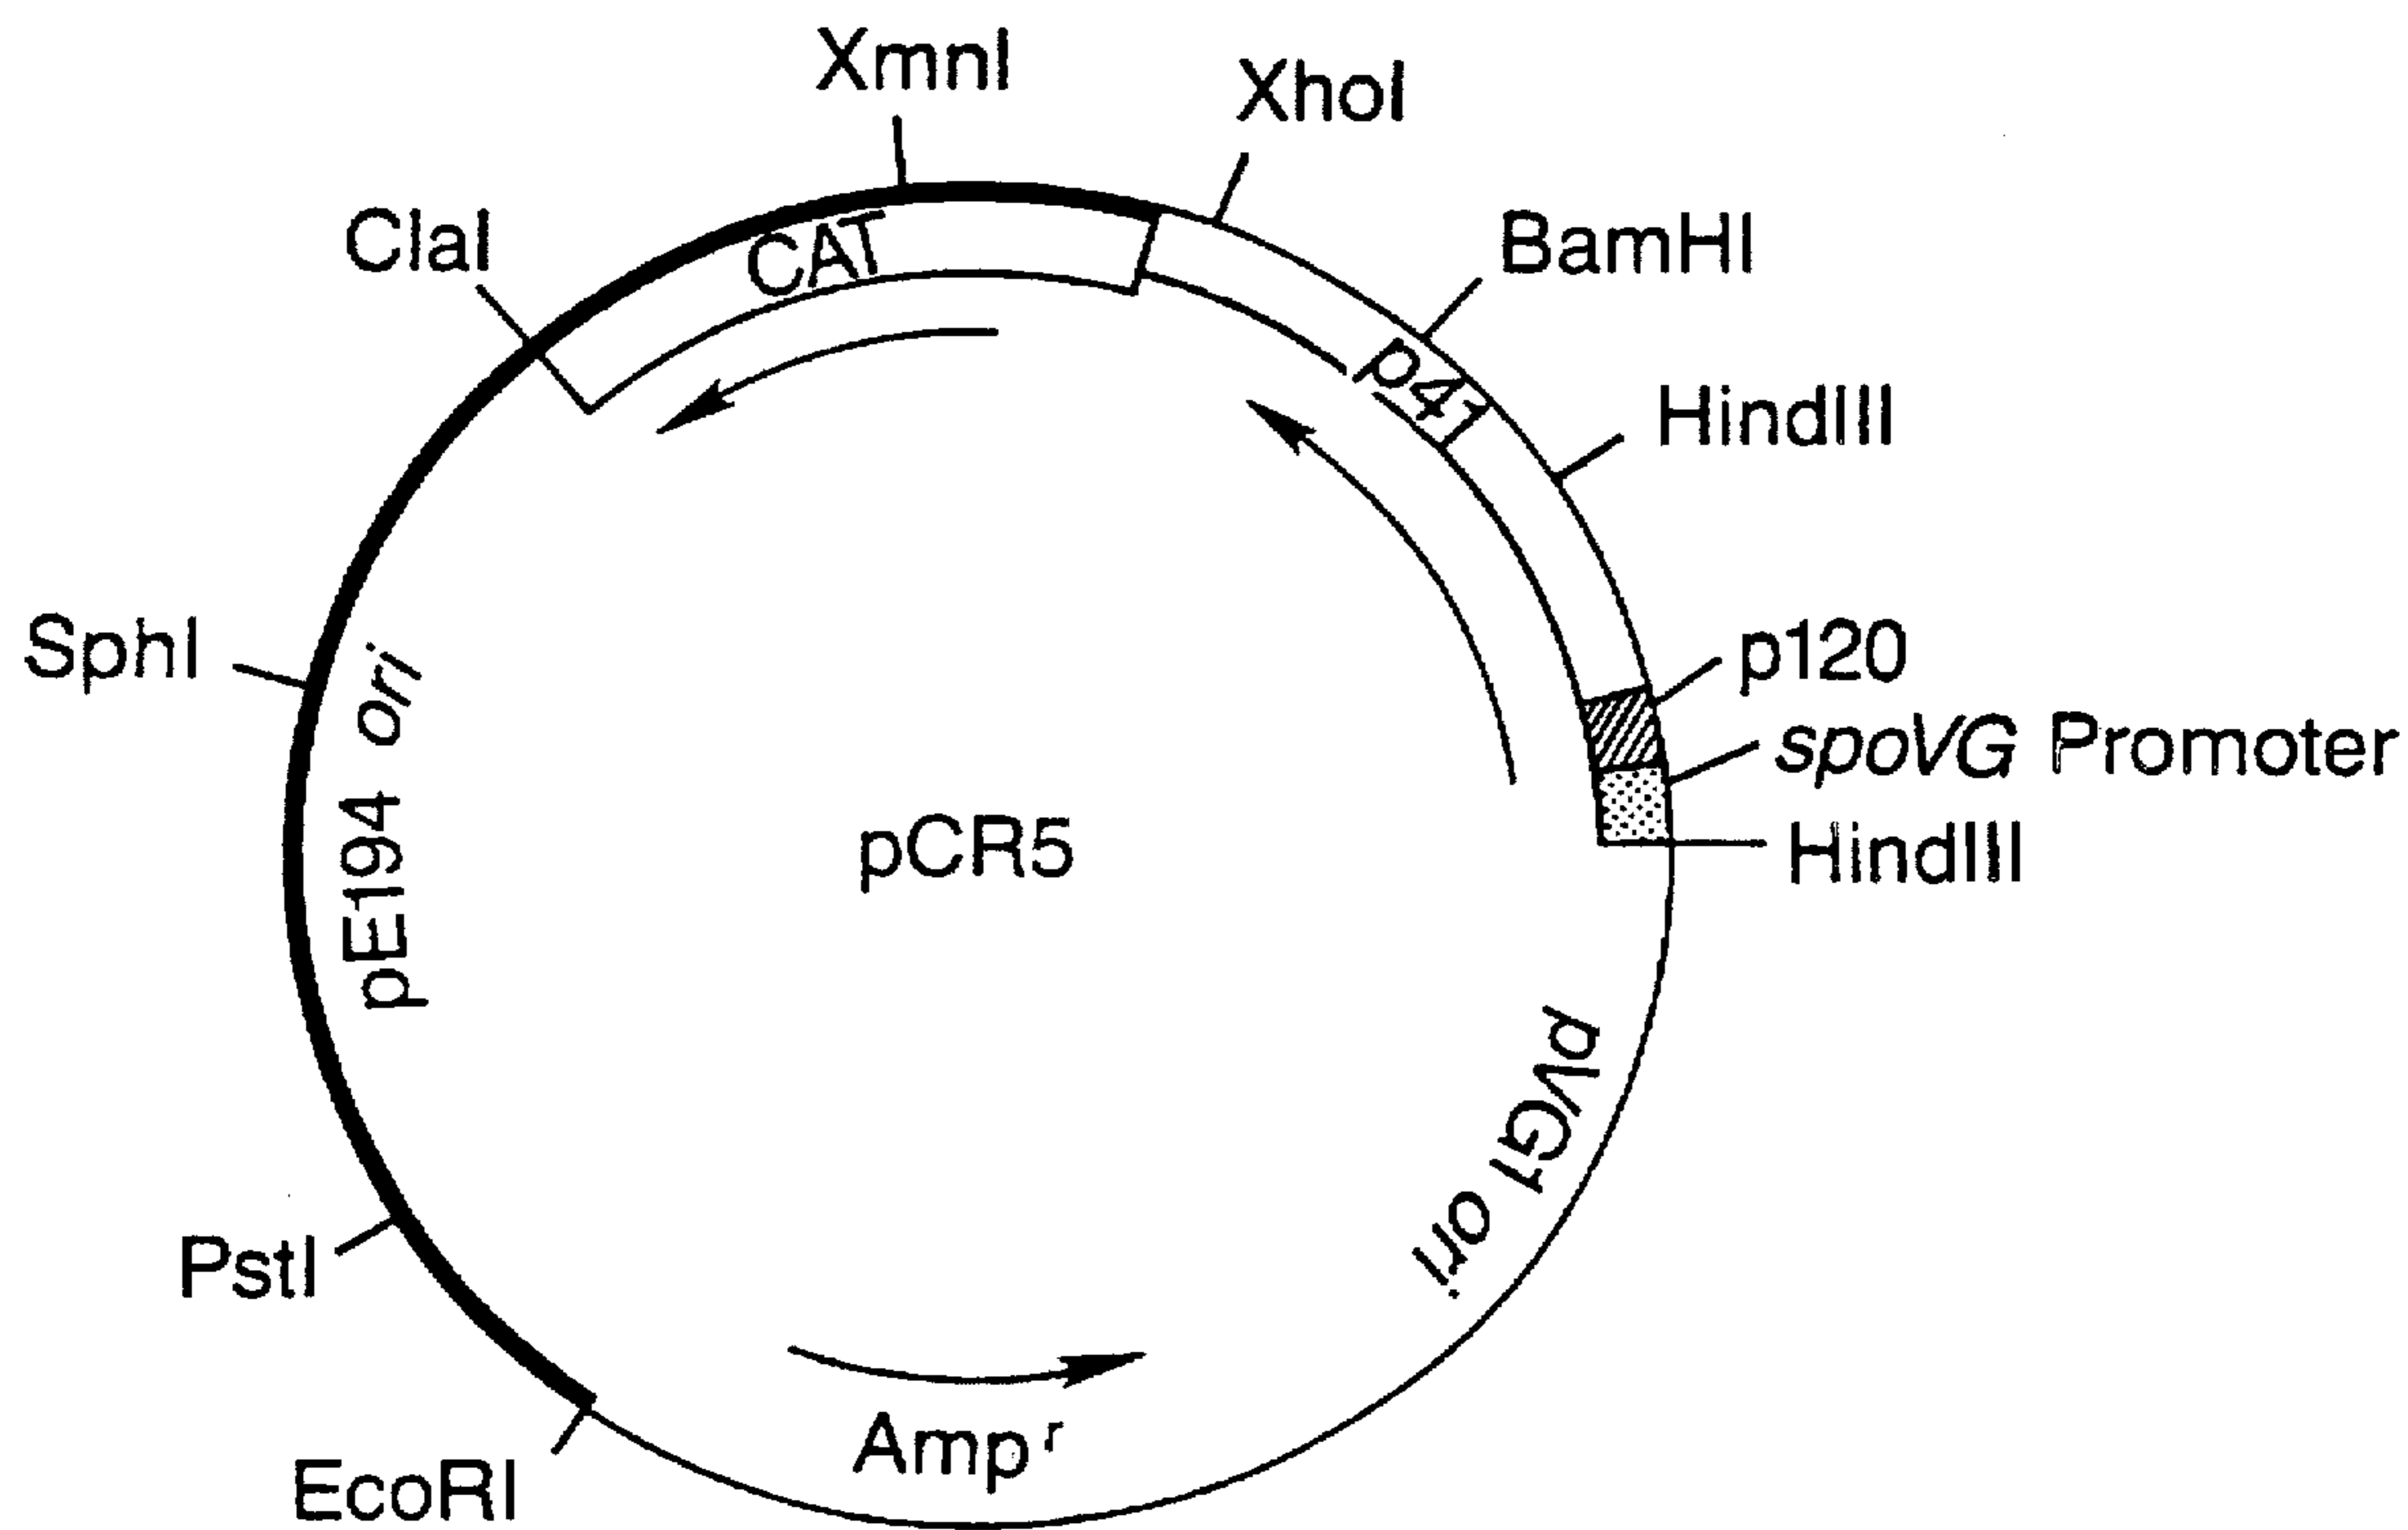 XmnI
XhoI
ClaI
CAT
BamHI
p41
HindIII
SphI
p120
spoVG Promoter
HindIII
pE194 ori
pCR5
pVG1 ori
PstI
Amp r
EcoRI